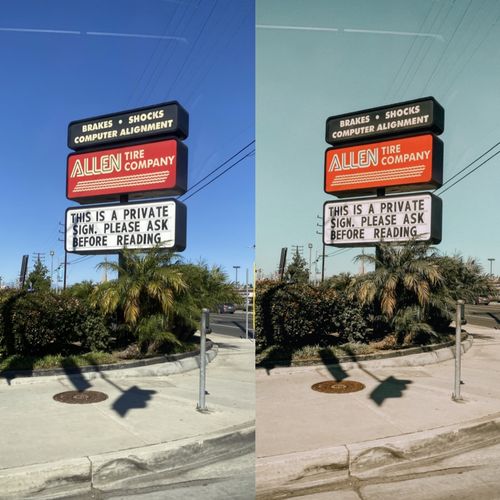 BRAKES • SHOCKS
COMPUTER ALIGNMENT
ALLEN TIRE COMPANY
THIS IS A PRIVATE
SIGN. PLEASE ASK
BEFORE READING
BRAKES • SHOCKS
COMPUTER ALIGNMENT
ALLEN TIRE COMPANY
THIS IS A PRIVATE
SIGN. PLEASE ASK
BEFORE READING